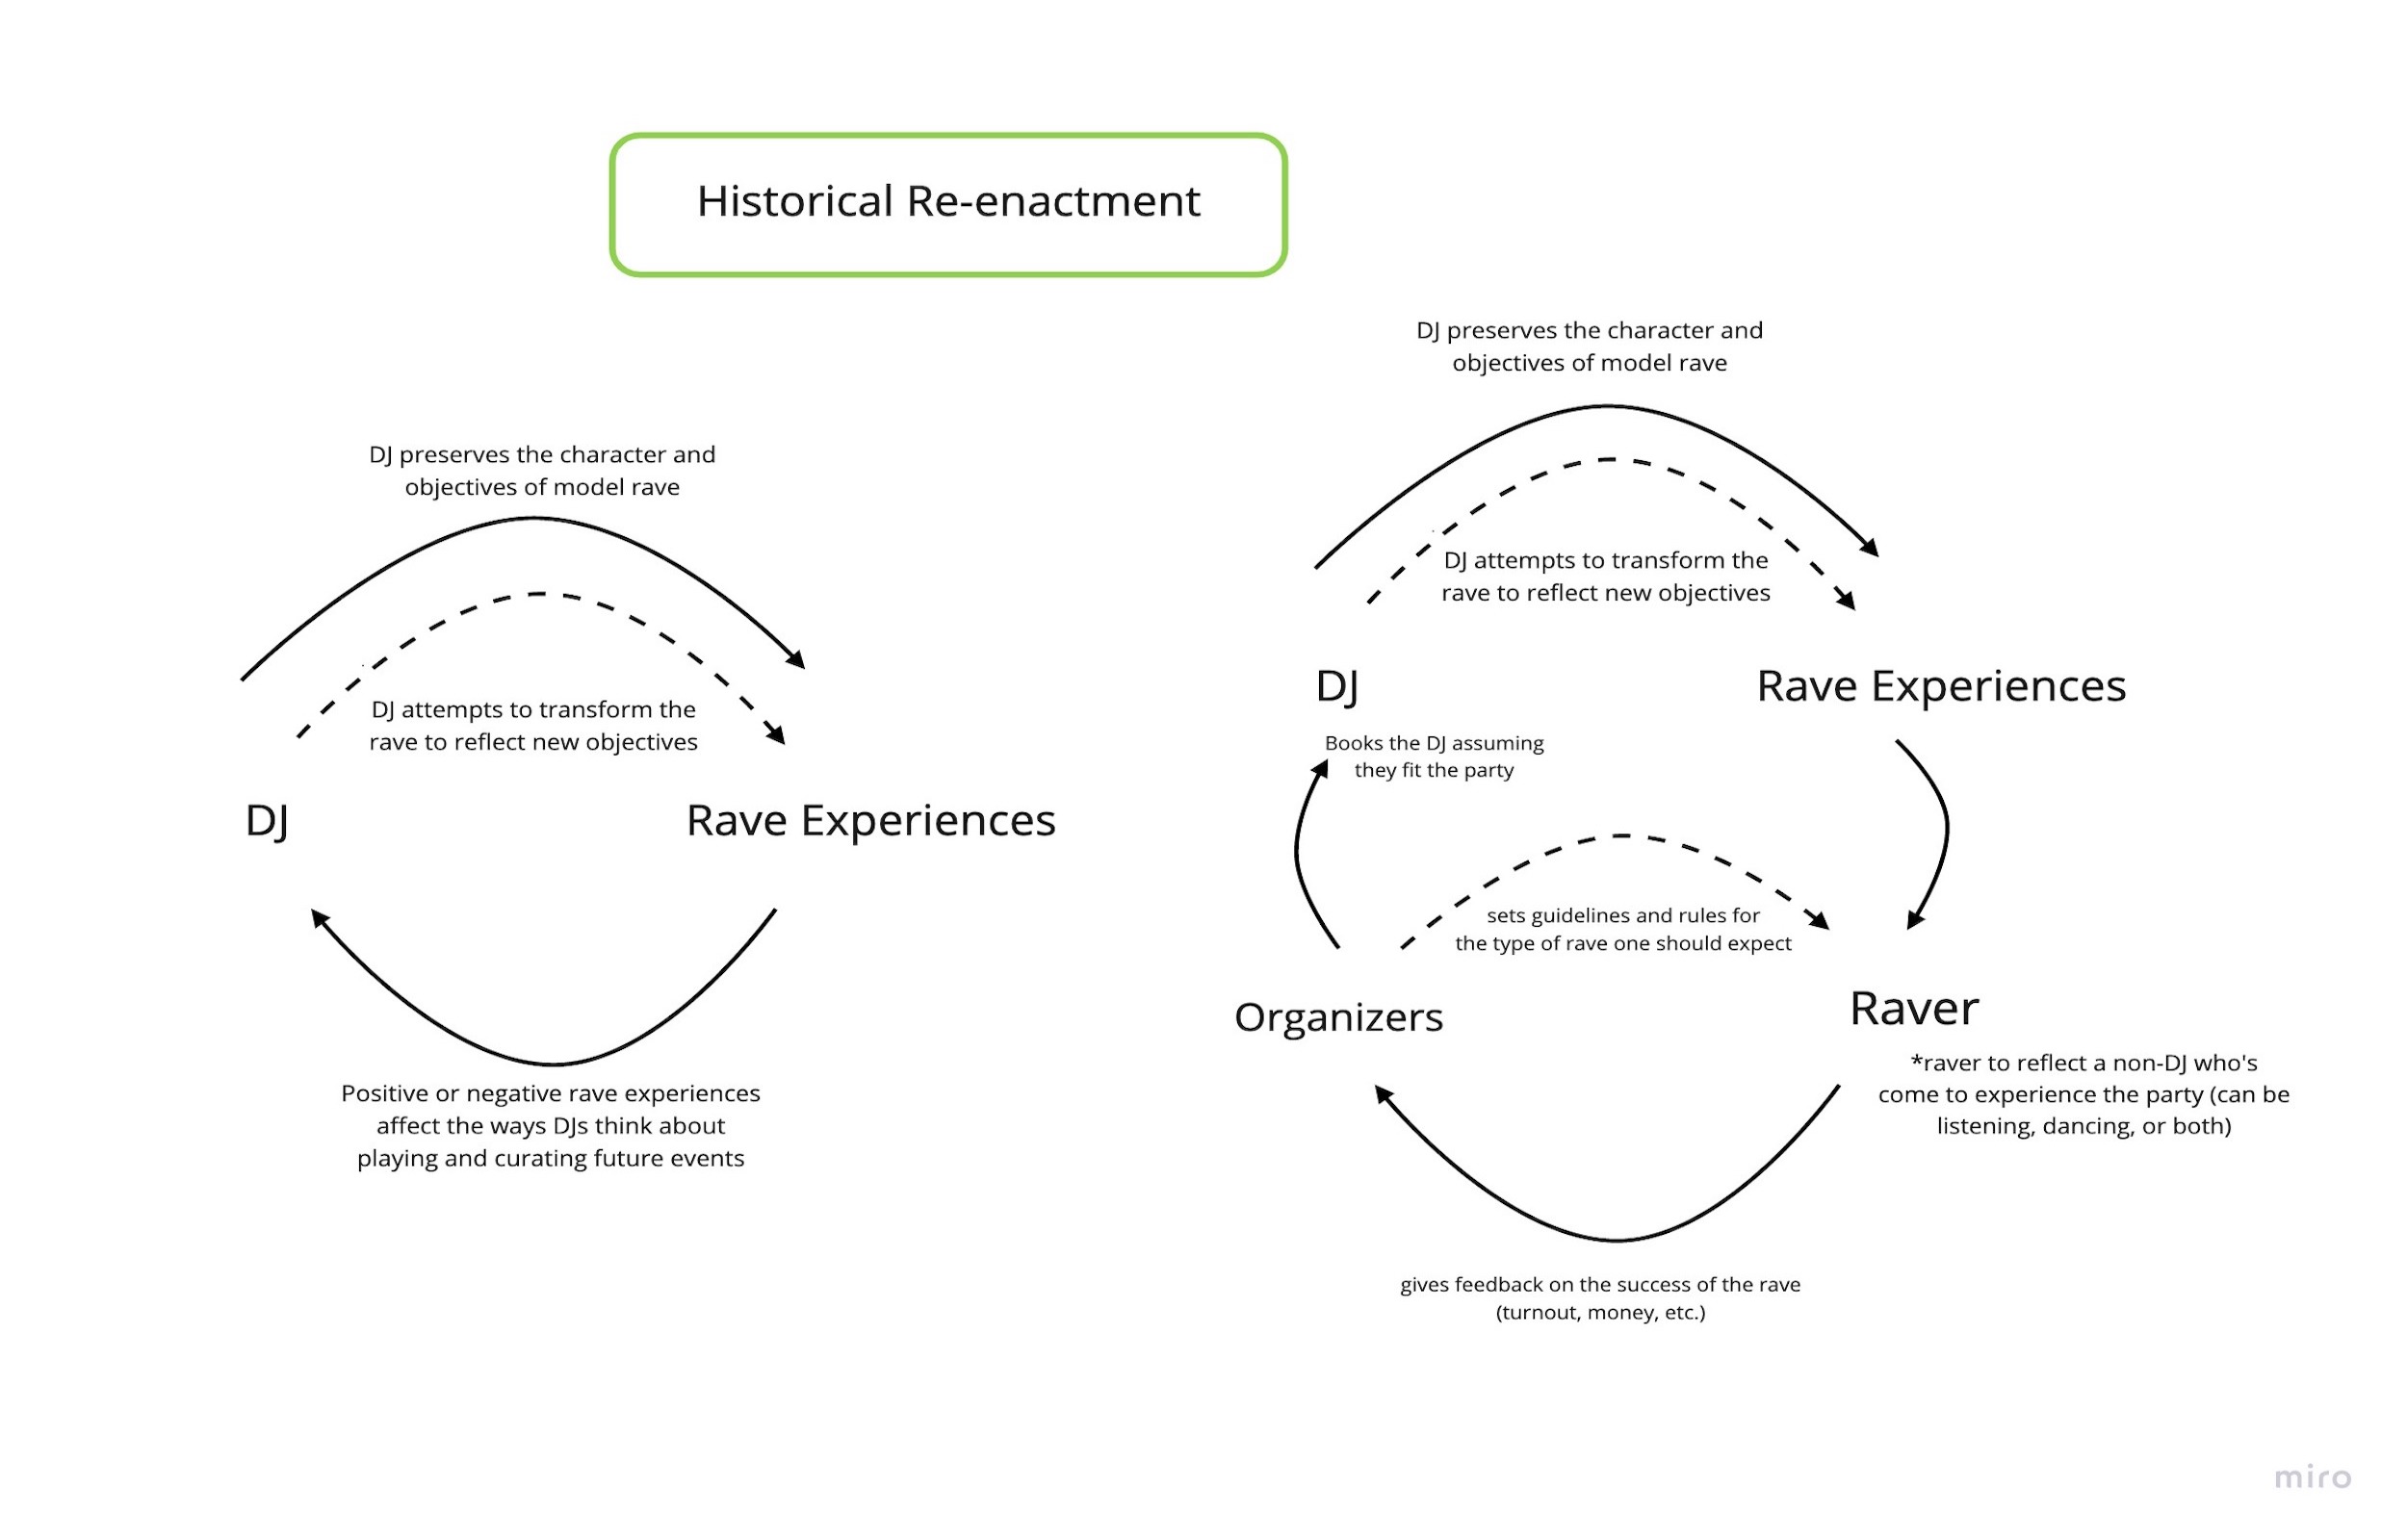 Historical Re-enactment
DJ preserves the character and
objectives of model rave
DJ attempts to transform the
rave to reflect new objectives
DJ
Rave Experiences
Positive or negative rave experiences
affect the ways DJs think about
playing and curating future events
DJ preserves the character and
objectives of model rave
DJ attempts to transform the
rave to reflect new objectives
DJ
Rave Experiences
Books the DJ assuming
they fit the party
sets guidelines and rules for
the type of rave one should expect
Organizers
Raver
*raver to reflect a non-DJ who's
come to experience the party (can be
listening, dancing, or both)
gives feedback on the success of the rave
(turnout, money, etc.)
miro